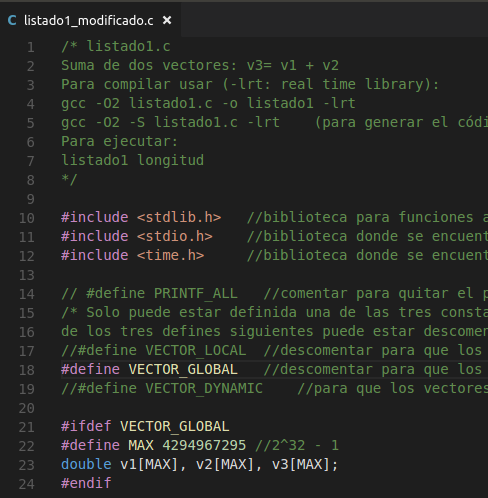 listado1_modificado.c
1 /* listado1.c
2 Suma de dos vectores: v3= v1 + v2
3 Para compilar usar (-lrt: real time library):
4 gcc -O2 listado1.c -o listado1 -lrt
5 gcc -O2 -S listado1.c -lrt    (para generar el códi
6 Para ejecutar:
7 listado1 longitud
8 */
9
10 #include <stdlib.h>   //biblioteca para funciones a
11 #include <stdio.h>    //biblioteca donde se encuent
12 #include <time.h>     //biblioteca donde se encuent
13
14 // #define PRINTF_ALL   //comentar para quitar el p
15 /* Solo puede estar definida una de las tres consta
16 de los tres defines siguientes puede estar descomen
17 //#define VECTOR_LOCAL  //descomentar para que los
18 #define VECTOR_GLOBAL   //descomentar para que los
19 //#define VECTOR_DYNAMIC    //para que los vectores
20
21 #ifdef VECTOR_GLOBAL
22 #define MAX 4294967295 //2^32 - 1
23 double v1[MAX], v2[MAX], v3[MAX];
24 #endif